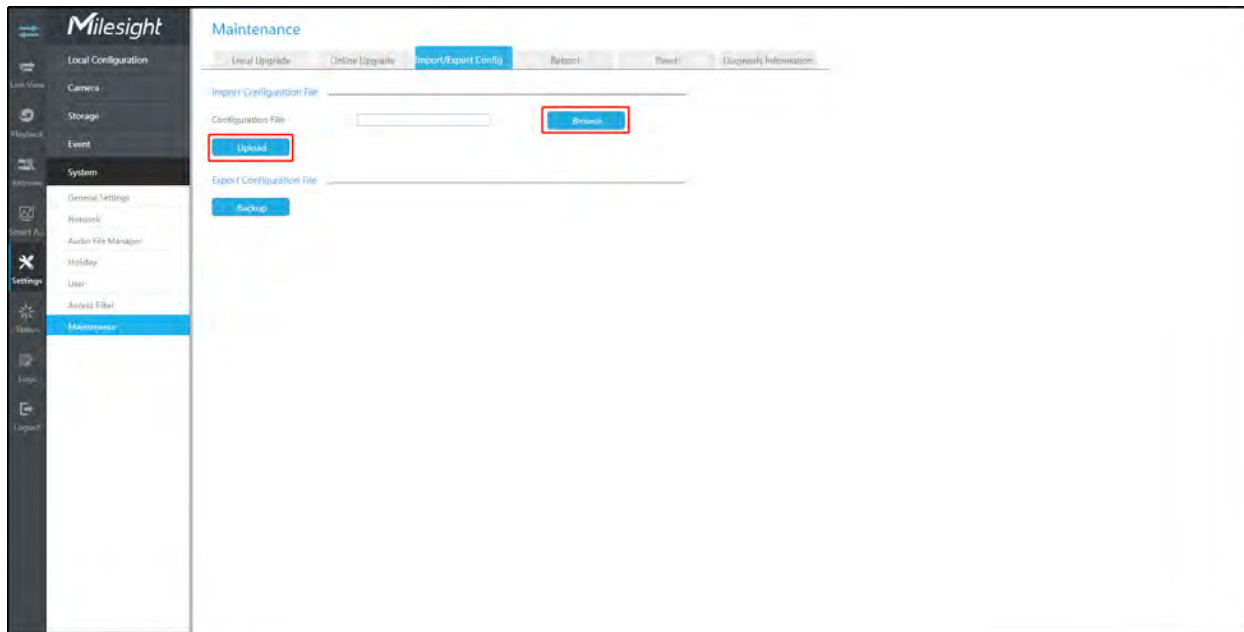 Milesight
Local Configuration
Camera
Storage
Event
System
General Settings
Network
Audio File Manager
Holiday
User
Access Filter
Maintenance
Live View
Playback
Smart A...
Settings
Status
Logs
Logout
Maintenance
Local Upgrade
Online Upgrade
Import/Export Config
Reboot
Reset
Diagnosis Information
Import Configuration File
Configuration File
Browse
Upload
Export Configuration File
Backup